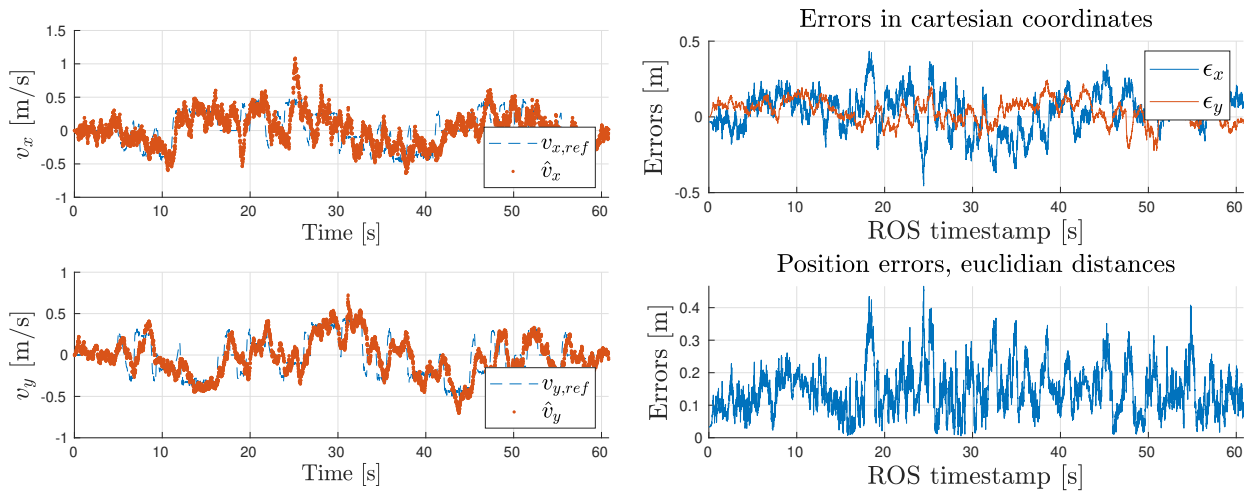 1.5
1
0.5
0
-0.5
-1
v_x [m/s]
0 10 20 30 40 50 60
Time [s]
v_{x,ref}
v̂_x
1
0.5
0
-0.5
-1
v_y [m/s]
0 10 20 30 40 50 60
Time [s]
v_{y,ref}
v̂_y
Errors in cartesian coordinates
0.5
0
-0.5
Errors [m]
0 10 20 30 40 50 60
ROS timestamp [s]
ϵ_x
ϵ_y
Position errors, euclidian distances
0.4
0.3
0.2
0.1
0
Errors [m]
0 10 20 30 40 50 60
ROS timestamp [s]